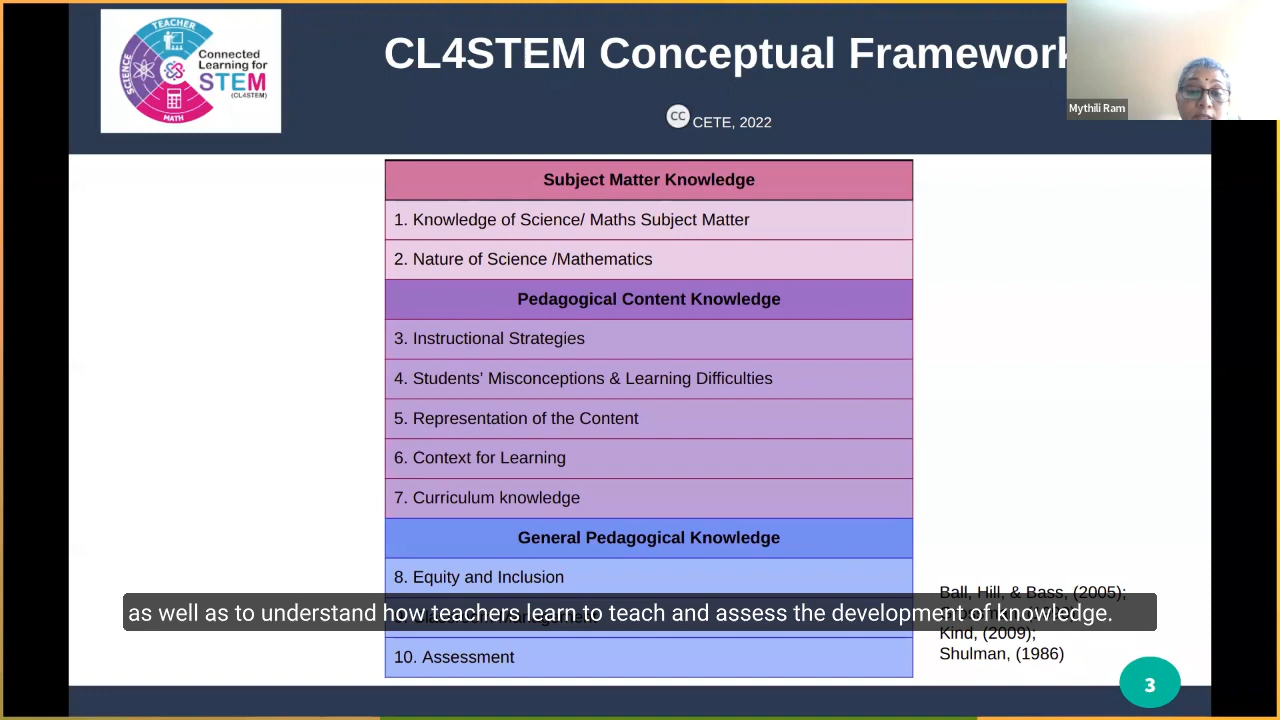 TEACHER
SCIENCE
MATH
Connected
Learning for
STEM
(CL4STEM)
CL4STEM Conceptual Framework
CC CETE, 2022
Mythili Ram
Subject Matter Knowledge
1. Knowledge of Science/ Maths Subject Matter
2. Nature of Science /Mathematics
Pedagogical Content Knowledge
3. Instructional Strategies
4. Students' Misconceptions & Learning Difficulties
5. Representation of the Content
6. Context for Learning
7. Curriculum knowledge
General Pedagogical Knowledge
8. Equity and Inclusion
10. Assessment
Ball, Hill, & Bass, (2005);
Kind, (2009);
Shulman, (1986)
as well as to understand how teachers learn to teach and assess the development of knowledge.
3